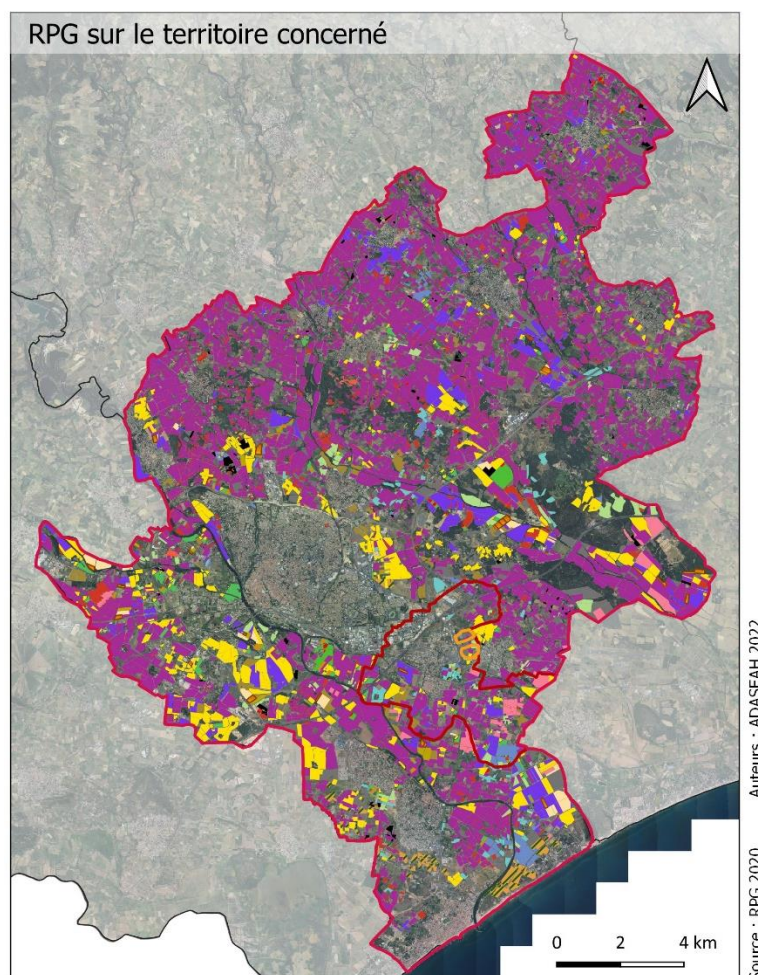 RPG sur le territoire concerné
0 2 4 km
Source : RPG 2020 Auteurs : ADASEAH 2022